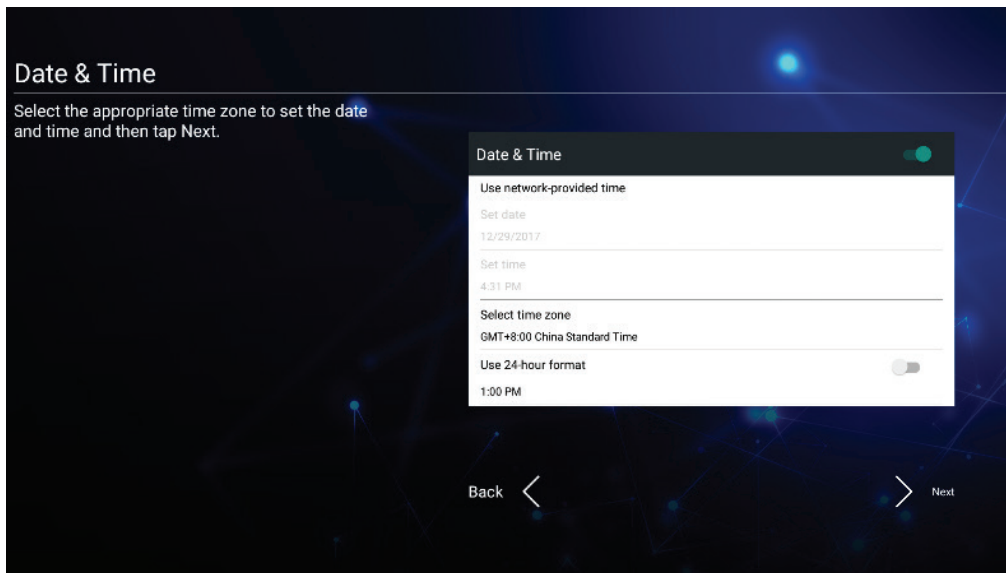 Date & Time
Select the appropriate time zone to set the date
and time and then tap Next.
Date & Time
Use network-provided time
Set date
12/29/2017
Set time
4:31 PM
Select time zone
GMT+8:00 China Standard Time
Use 24-hour format
1:00 PM
Back
Next